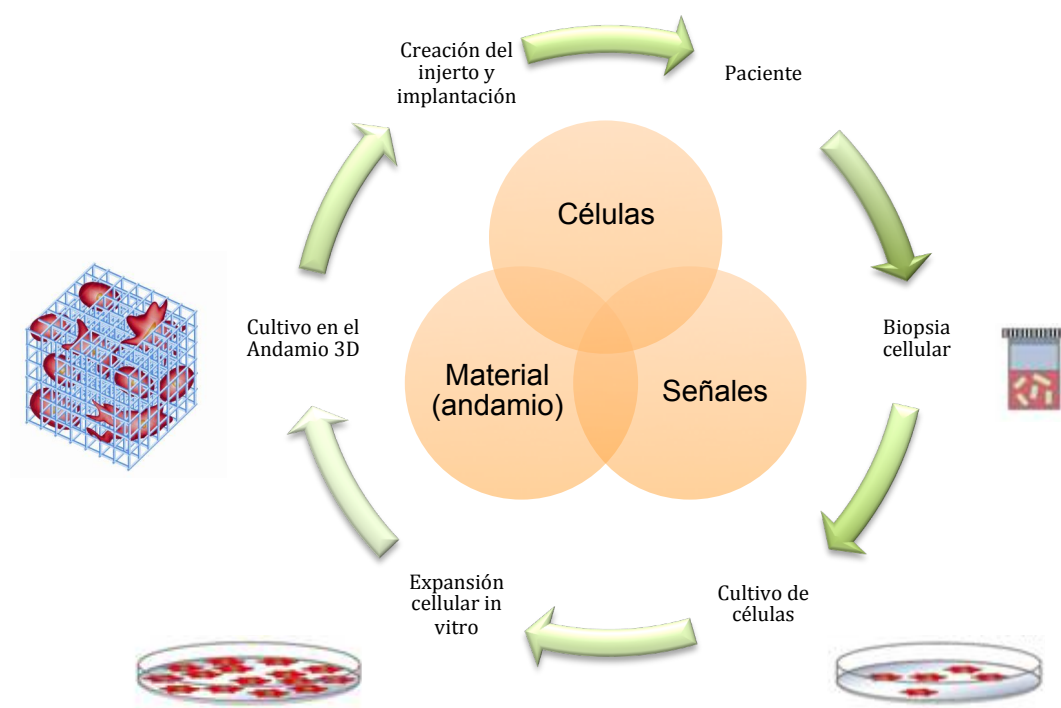 Creación del
injerto y
implantación
Paciente
Células
Biopsia
cellular
Cultivo en el
Andamio 3D
Material
(andamio)
Señales
Cultivo de
células
Expansión
cellular in
vitro